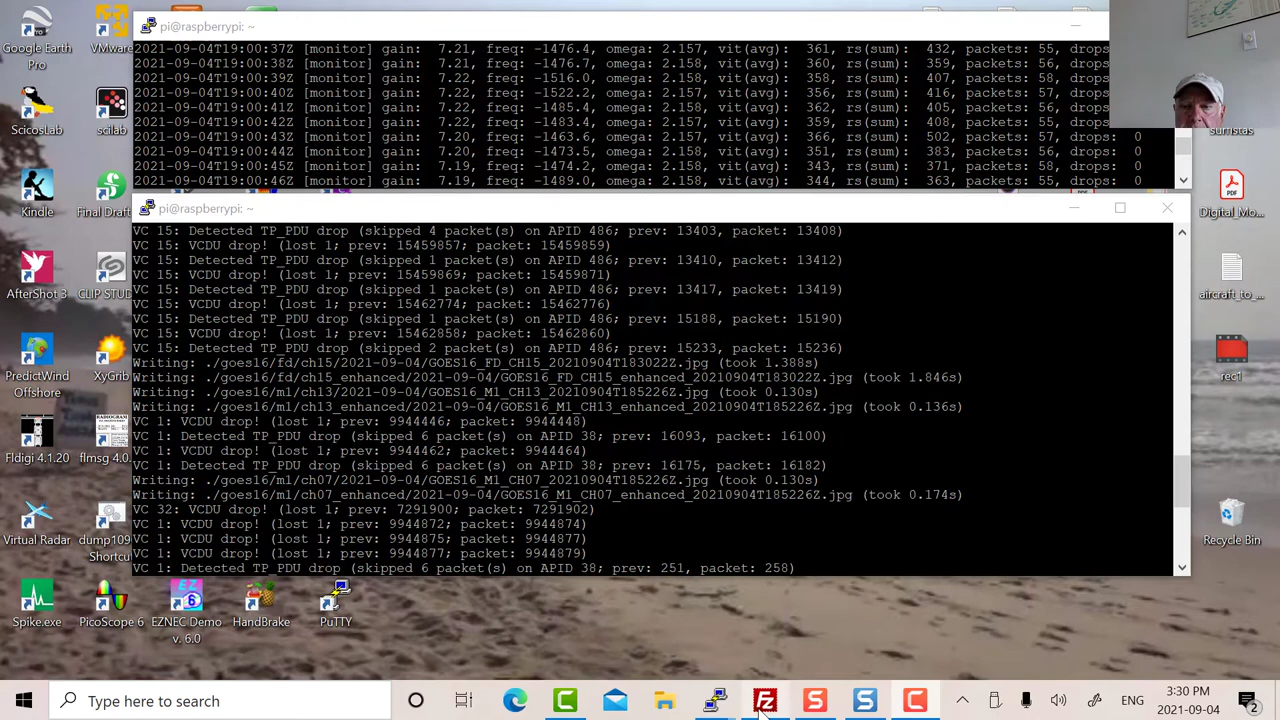 Google Earth
Pro
VMware
ScicosLab
scilab
Kindle
Final Draft
AfterShot 3
CLIP STUD
PredictWind
Offshore
XyGrib
Fldigi 4.1.20
flmsg 4.0.
Virtual Radar
dump109
Shortcut
Spike.exe
PicoScope 6
EZNEC Demo
v. 6.0
HandBrake
PuTTY
pi@raspberrypi: ~
2021-09-04T19:00:37Z [monitor] gain: 7.21, freq: -1476.4, omega: 2.157, vit(avg): 361, rs(sum): 432, packets: 55, drops
2021-09-04T19:00:38Z [monitor] gain: 7.21, freq: -1476.7, omega: 2.158, vit(avg): 360, rs(sum): 359, packets: 56, drops
2021-09-04T19:00:39Z [monitor] gain: 7.22, freq: -1516.0, omega: 2.158, vit(avg): 358, rs(sum): 407, packets: 58, drops
2021-09-04T19:00:40Z [monitor] gain: 7.22, freq: -1522.2, omega: 2.158, vit(avg): 356, rs(sum): 416, packets: 56, drops
2021-09-04T19:00:41Z [monitor] gain: 7.22, freq: -1485.4, omega: 2.158, vit(avg): 362, rs(sum): 405, packets: 56, drops
2021-09-04T19:00:42Z [monitor] gain: 7.22, freq: -1483.4, omega: 2.158, vit(avg): 359, rs(sum): 408, packets: 55, drops
2021-09-04T19:00:43Z [monitor] gain: 7.20, freq: -1463.6, omega: 2.158, vit(avg): 366, rs(sum): 502, packets: 57, drops: 0
2021-09-04T19:00:44Z [monitor] gain: 7.20, freq: -1473.5, omega: 2.158, vit(avg): 351, rs(sum): 383, packets: 56, drops: 0
2021-09-04T19:00:45Z [monitor] gain: 7.19, freq: -1474.2, omega: 2.158, vit(avg): 343, rs(sum): 371, packets: 58, drops: 0
2021-09-04T19:00:46Z [monitor] gain: 7.19, freq: -1489.0, omega: 2.158, vit(avg): 344, rs(sum): 363, packets: 55, drops: 0
pi@raspberrypi: ~
VC 15: Detected TP_PDU drop (skipped 4 packet(s) on APID 486; prev: 13403, packet: 13408)
VC 15: VCDU drop! (lost 1; prev: 15459857; packet: 15459859)
VC 15: Detected TP_PDU drop (skipped 1 packet(s) on APID 486; prev: 13410, packet: 13412)
VC 15: VCDU drop! (lost 1; prev: 15459869; packet: 15459871)
VC 15: Detected TP_PDU drop (skipped 1 packet(s) on APID 486; prev: 13417, packet: 13419)
VC 15: VCDU drop! (lost 1; prev: 15462774; packet: 15462776)
VC 15: Detected TP_PDU drop (skipped 1 packet(s) on APID 486; prev: 15188, packet: 15190)
VC 15: VCDU drop! (lost 1; prev: 15462858; packet: 15462860)
VC 15: Detected TP_PDU drop (skipped 2 packet(s) on APID 486; prev: 15233, packet: 15236)
Writing: ./goes16/fd/ch15/2021-09-04/GOES16_FD_CH15_20210904T183022Z.jpg (took 1.388s)
Writing: ./goes16/fd/ch15_enhanced/2021-09-04/GOES16_FD_CH15_enhanced_20210904T183022Z.jpg (took 1.846s)
Writing: ./goes16/m1/ch13/2021-09-04/GOES16_M1_CH13_20210904T185226Z.jpg (took 0.130s)
Writing: ./goes16/m1/ch13_enhanced/2021-09-04/GOES16_M1_CH13_enhanced_20210904T185226Z.jpg (took 0.136s)
VC 1: VCDU drop! (lost 1; prev: 9944446; packet: 9944448)
VC 1: Detected TP_PDU drop (skipped 6 packet(s) on APID 38; prev: 16093, packet: 16100)
VC 1: VCDU drop! (lost 1; prev: 9944462; packet: 9944464)
VC 1: Detected TP_PDU drop (skipped 6 packet(s) on APID 38; prev: 16175, packet: 16182)
Writing: ./goes16/m1/ch07/2021-09-04/GOES16_M1_CH07_20210904T185226Z.jpg (took 0.130s)
Writing: ./goes16/m1/ch07_enhanced/2021-09-04/GOES16_M1_CH07_enhanced_20210904T185226Z.jpg (took 0.174s)
VC 32: VCDU drop! (lost 1; prev: 7291900; packet: 7291902)
VC 1: VCDU drop! (lost 1; prev: 9944872; packet: 9944874)
VC 1: VCDU drop! (lost 1; prev: 9944875; packet: 9944877)
VC 1: VCDU drop! (lost 1; prev: 9944877; packet: 9944879)
VC 1: Detected TP_PDU drop (skipped 6 packet(s) on APID 38; prev: 251, packet: 258)
PDF
Digital_Mo...
aircraft_to_...
rec1
Recycle Bin
Type here to search
ENG
3:30 PM
2021-09-04
2